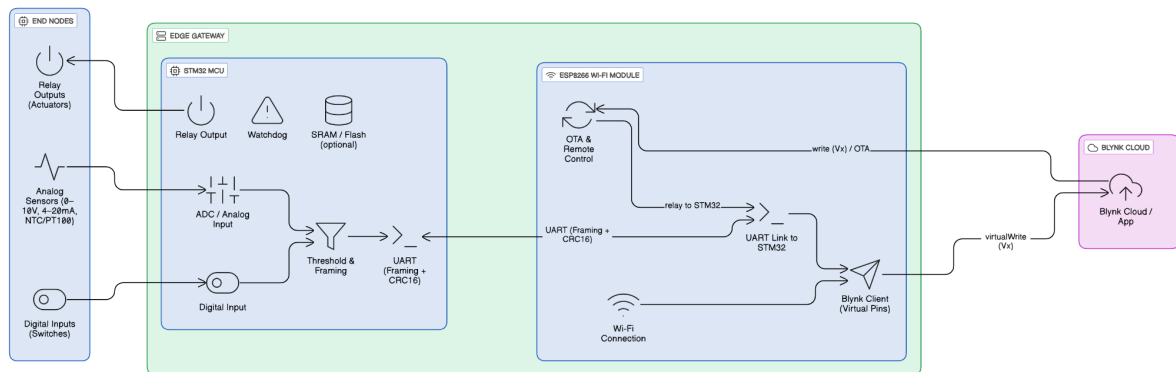 END NODES
Relay
Outputs
(Actuators)
Analog
Sensors (0–
10V, 4–20mA,
NTC/PT100)
Digital Inputs
(Switches)
EDGE GATEWAY
STM32 MCU
Relay Output
Watchdog
SRAM / Flash
(optional)
ADC / Analog
Input
Threshold &
Framing
UART
(Framing +
CRC16)
Digital Input
UART (Framing +
CRC16)
ESP8266 WI-FI MODULE
OTA &
Remote
Control
write (Vx) / OTA
relay to STM32
UART Link to
STM32
Wi-Fi
Connection
Blynk Client
(Virtual Pins)
virtualWrite
(Vx)
BLYNK CLOUD
Blynk Cloud /
App